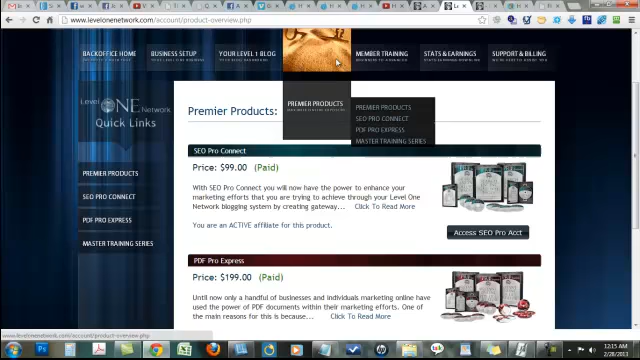 www.levelonenetwork.com/account/product-overview.php
BACKOFFICE HOME
BUSINESS SETUP
YOUR LEVEL 1 BLOG
MEMBER TRAINING
STATS & EARNINGS
SUPPORT & BILLING
PREMIER PRODUCTS
PREMIER PRODUCTS
SEO PRO CONNECT
PDF PRO EXPRESS
MASTER TRAINING SERIES
Level ONE Network
Quick Links
PREMIER PRODUCTS
SEO PRO CONNECT
PDF PRO EXPRESS
MASTER TRAINING SERIES
Premier Products:
SEO Pro Connect
Price: $99.00 (Paid)
With SEO Pro Connect you will now have the power to enhance your
marketing efforts that you are trying to achieve through your Level One
Network blogging system by creating gateway... Click To Read More
You are an ACTIVE affiliate for this product.
Access SEO Pro Acct
PDF Pro Express
Price: $199.00 (Paid)
Until now only a handful of businesses and individuals marketing online have
used the power of PDF documents within their marketing efforts. One of
the main reasons for this is because... Click To Read More
www.levelonenetwork.com/account/product-overview.php
12:15 AM
2/28/2013